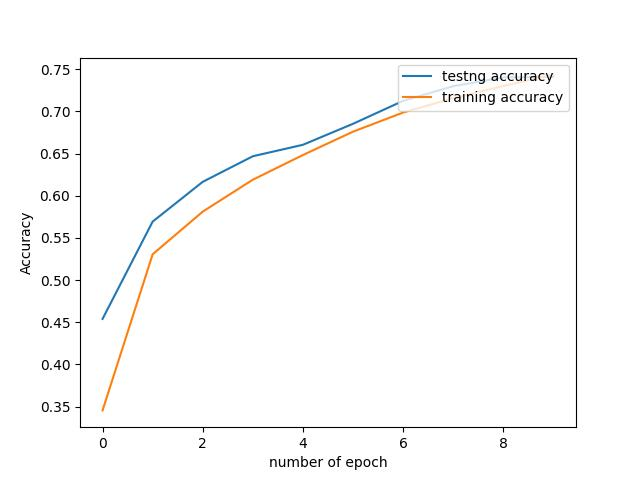 testng accuracy
training accuracy
0.75
0.70
0.65
0.60
0.55
0.50
0.45
0.40
0.35
Accuracy
0 2 4 6 8
number of epoch